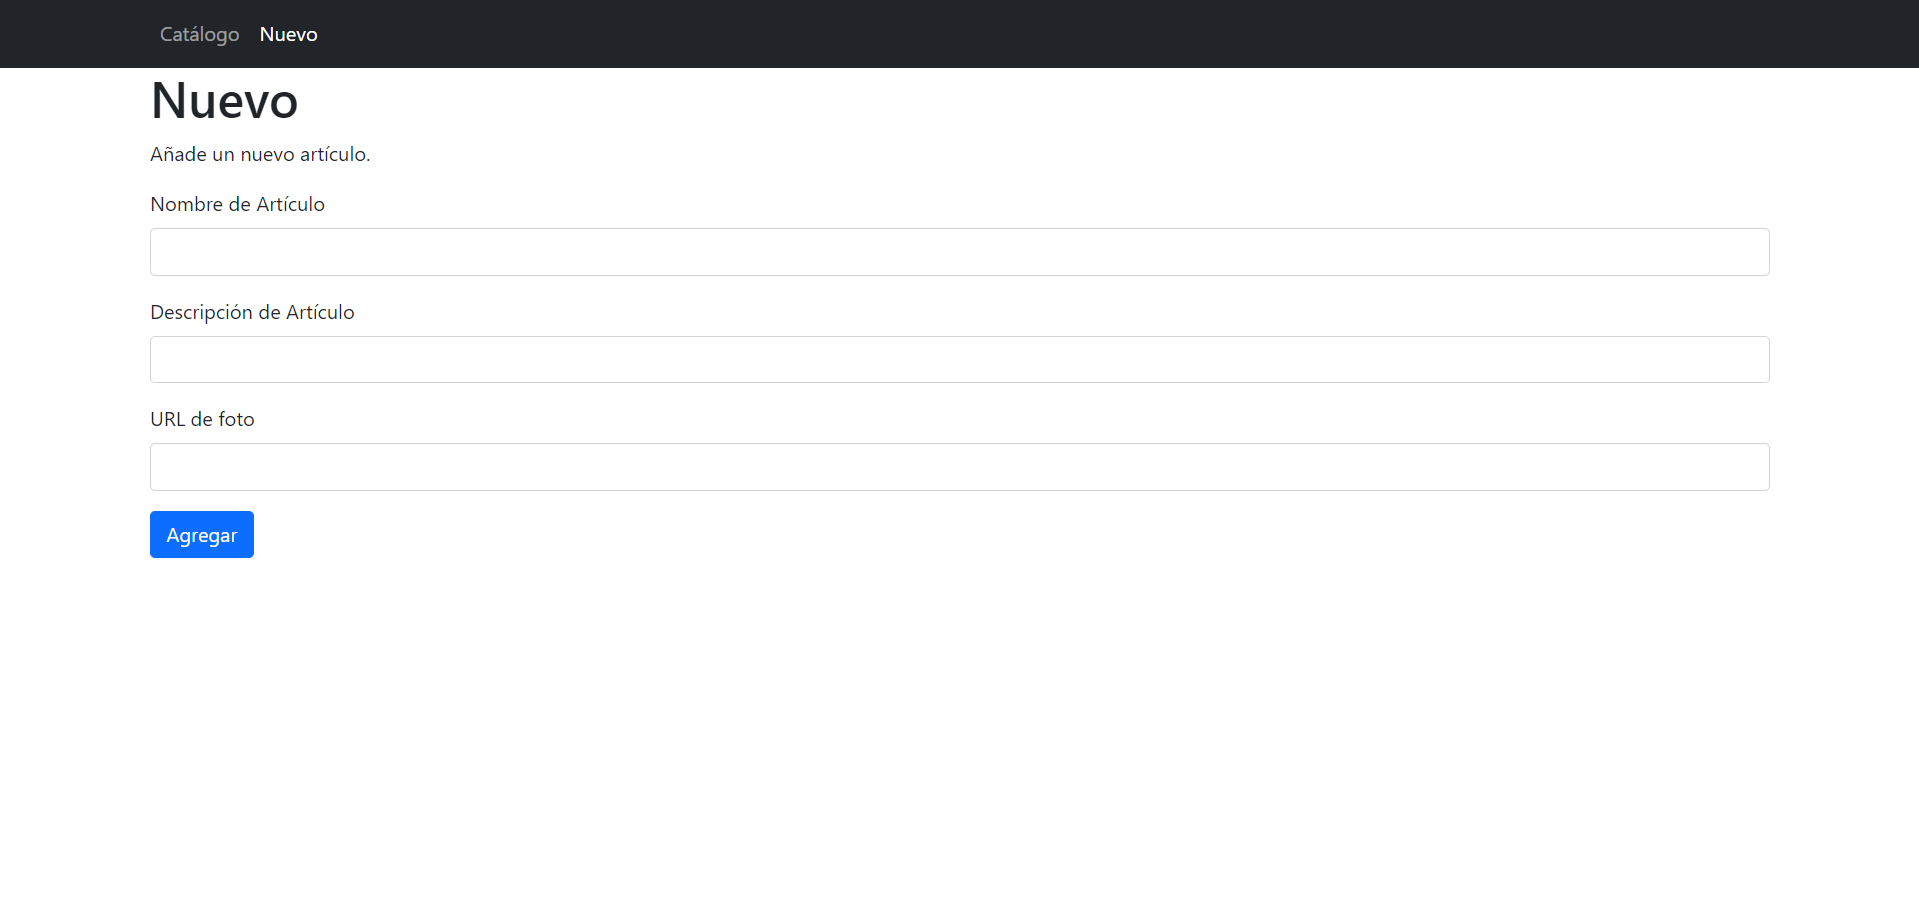 Catálogo Nuevo
Nuevo
Añade un nuevo artículo.
Nombre de Artículo
Descripción de Artículo
URL de foto
Agregar